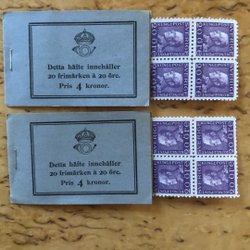 Detta häfte innehåller
20 frimärken à 20 öre.
Pris 4 kronor.
Detta häfte innehåller
20 frimärken à 20 öre.
Pris 4 kronor.